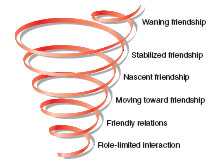 Waning friendship
Stabilized friendship
Nascent friendship
Moving toward friendship
Friendly relations
Role-limited interaction